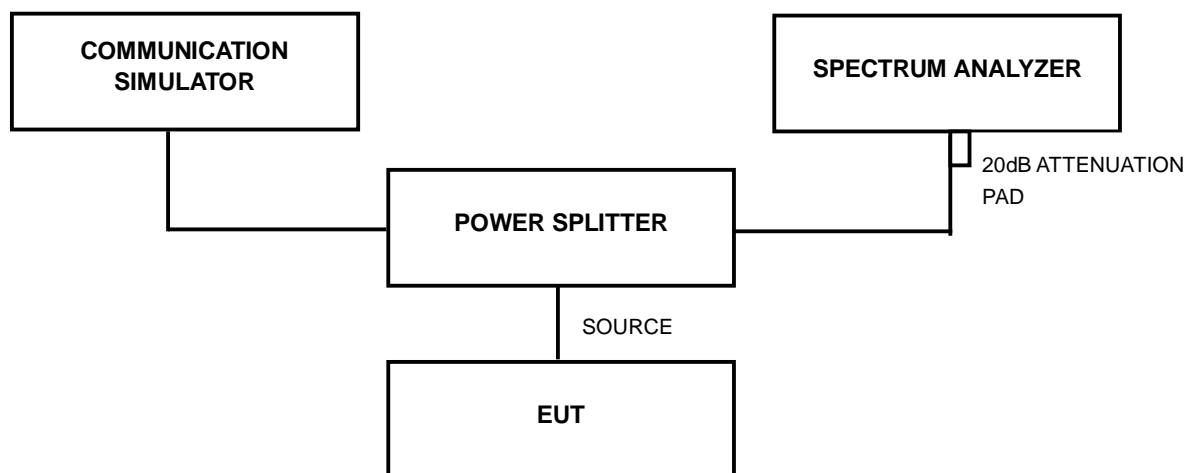 COMMUNICATION
SIMULATOR
SPECTRUM ANALYZER
20dB ATTENUATION
PAD
POWER SPLITTER
SOURCE
EUT